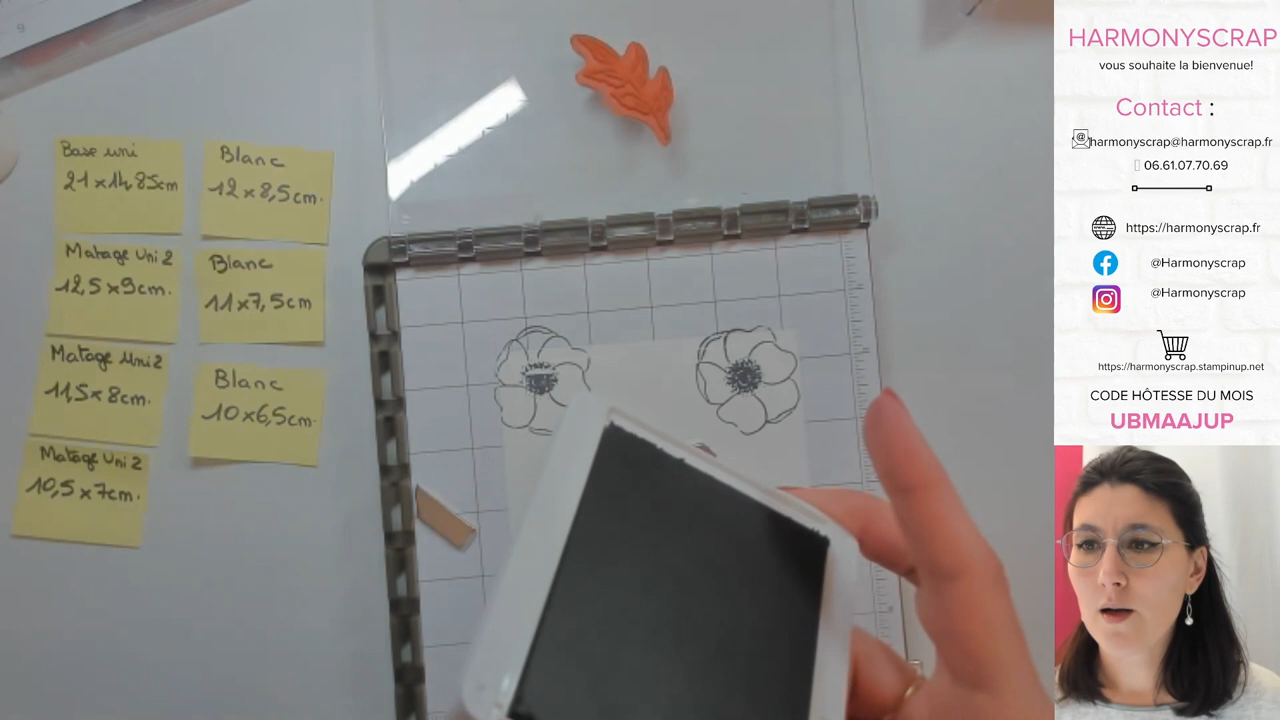 9
Base uni
21 x 14,85cm
Blanc
12 x 8,5cm.
Matage Uni 2
12,5 x 9cm.
Blanc
11 x 7,5cm
Matage Uni 2
11,5 x 8cm.
Blanc
10 x 6,5cm.
Matage Uni 2
10,5 x 7cm.
HARMONYSCRAP
vous souhaite la bienvenue!
Contact :
harmonyscrap@harmonyscrap.fr
06.61.07.70.69
https://harmonyscrap.fr
@Harmonyscrap
@Harmonyscrap
https://harmonyscrap.stampinup.net
CODE HÔTESSE DU MOIS
UBMAAJUP